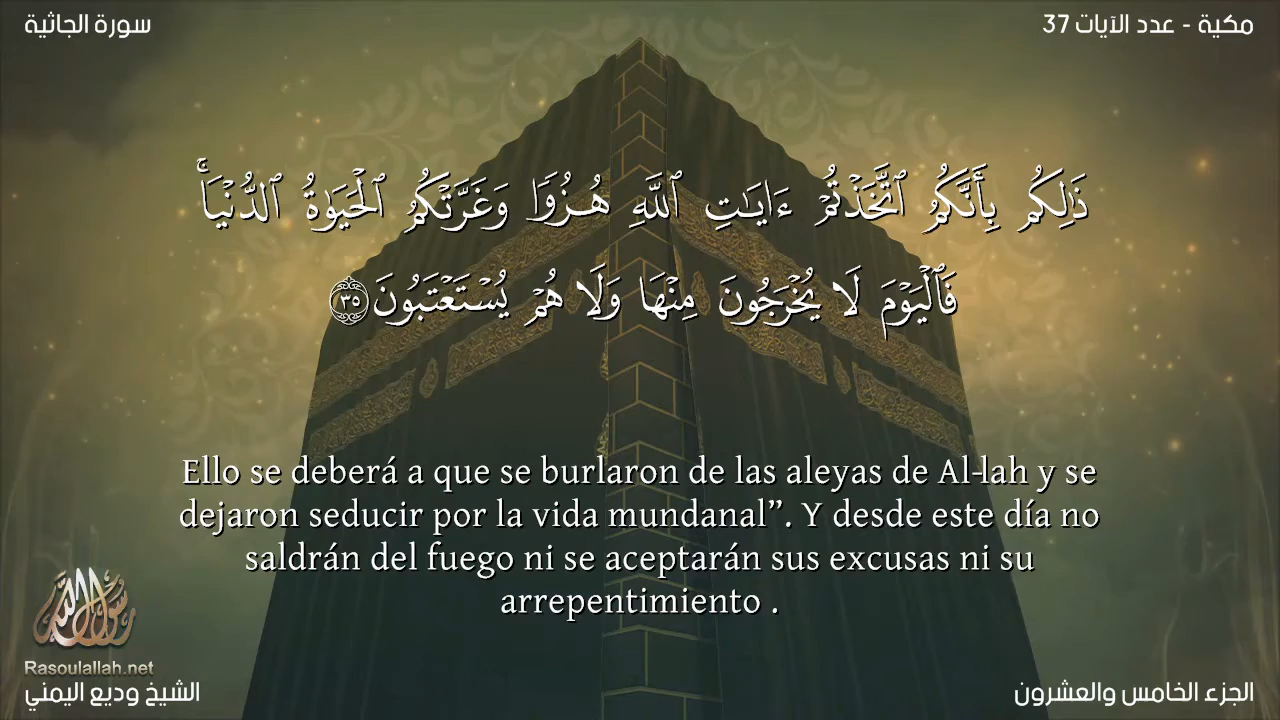 مكية - عدد الآيات 37
سورة الجاثية
ذَٰلِكُم بِأَنَّكُمُ ٱتَّخَذْتُمْ ءَايَـٰتِ ٱللَّهِ هُزُوًا وَغَرَّتْكُمُ ٱلْحَيَوٰةُ ٱلدُّنْيَا ۚ
فَٱلْيَوْمَ لَا يُخْرَجُونَ مِنْهَا وَلَا هُمْ يُسْتَعْتَبُونَ ٣٥
Ello se deberá a que se burlaron de las aleyas de Al-lah y se
dejaron seducir por la vida mundanal”. Y desde este día no
saldrán del fuego ni se aceptarán sus excusas ni su
arrepentimiento .
رسول الله
Rasoulallah.net
الجزء الخامس والعشرون
الشيخ وديع اليمني